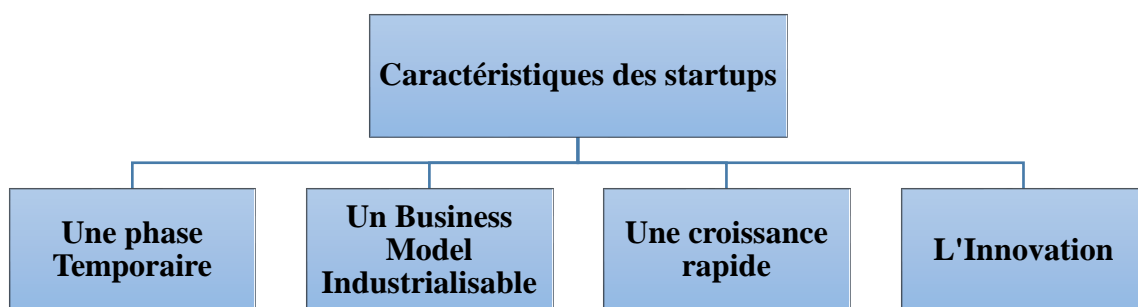 Caractéristiques des startups
Une phase
Temporaire
Un Business
Model
Industrialisable
Une croissance
rapide
L'Innovation